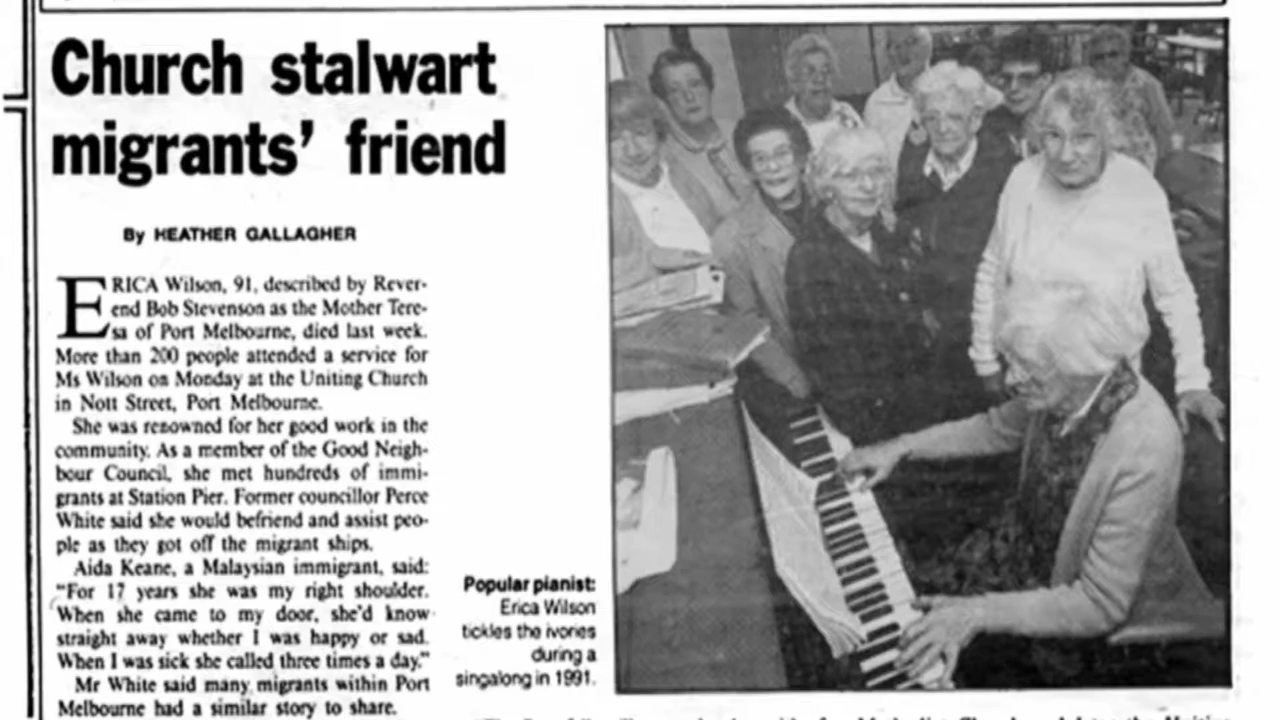 Church stalwart
migrants' friend
By HEATHER GALLAGHER
ERICA Wilson, 91, described by Rever-
end Bob Stevenson as the Mother Tere-
sa of Port Melbourne, died last week.
More than 200 people attended a service for
Ms Wilson on Monday at the Uniting Church
in Nott Street, Port Melbourne.
She was renowned for her good work in the
community. As a member of the Good Neigh-
bour Council, she met hundreds of immi-
grants at Station Pier. Former councillor Perce
White said she would befriend and assist peo-
ple as they got off the migrant ships.
Aida Keane, a Malaysian immigrant, said:
"For 17 years she was my right shoulder.
When she came to my door, she'd know
straight away whether I was happy or sad.
When I was sick she called three times a day."
Mr White said many migrants within Port
Melbourne had a similar story to share.
Popular pianist:
Erica Wilson
tickles the ivories
during a
singalong in 1991.